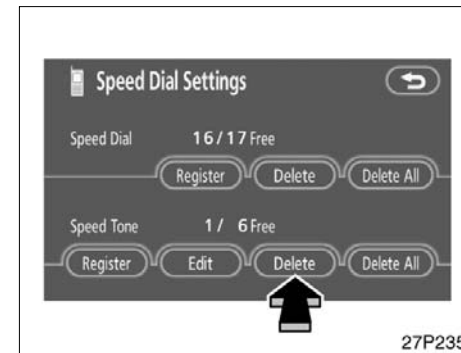 Speed Dial Settings
Speed Dial 16/17 Free
Register Delete Delete All
Speed Tone 1/ 6 Free
Register Edit Delete Delete All
27P235